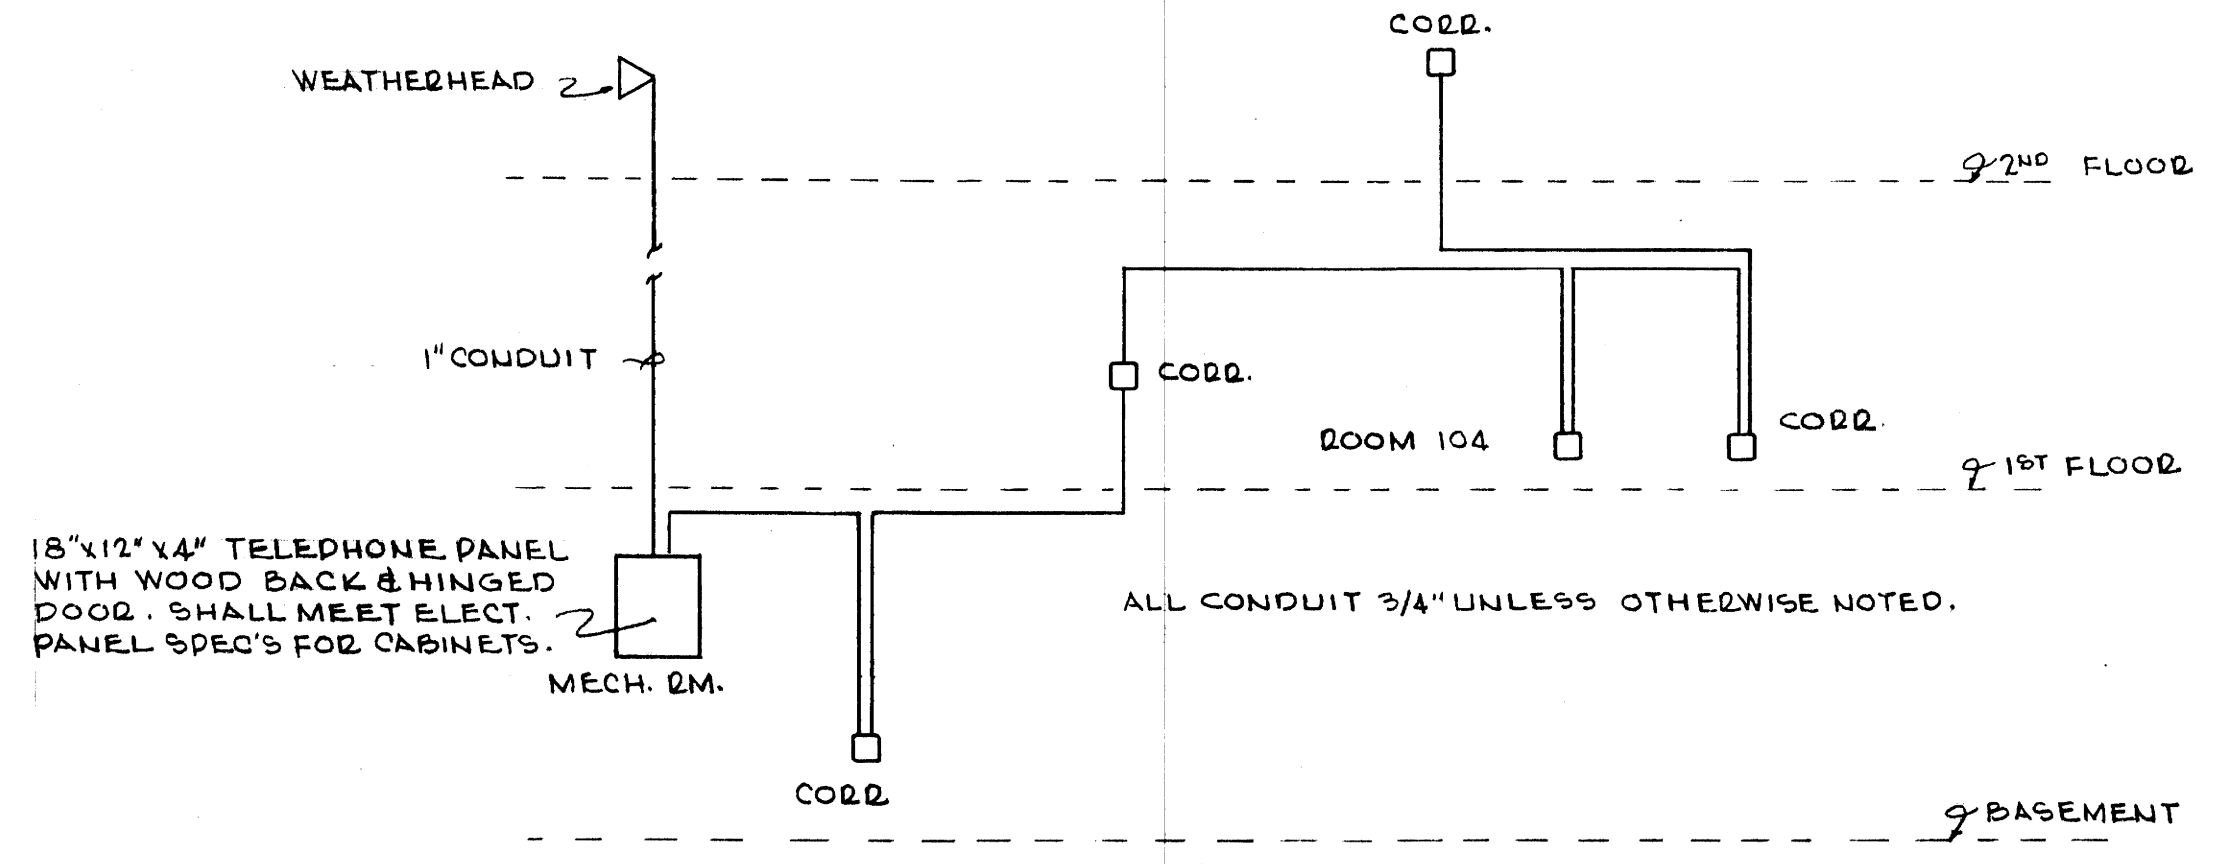 CORR.
WEATHERHEAD
2ND FLOOR
1" CONDUIT
CORR.
ROOM 104
CORR.
1ST FLOOR
18"X12"X4" TELEPHONE PANEL
WITH WOOD BACK & HINGED
DOOR. SHALL MEET ELECT.
PANEL SPEC'S FOR CABINETS.
MECH. RM.
ALL CONDUIT 3/4" UNLESS OTHERWISE NOTED.
CORR
BASEMENT